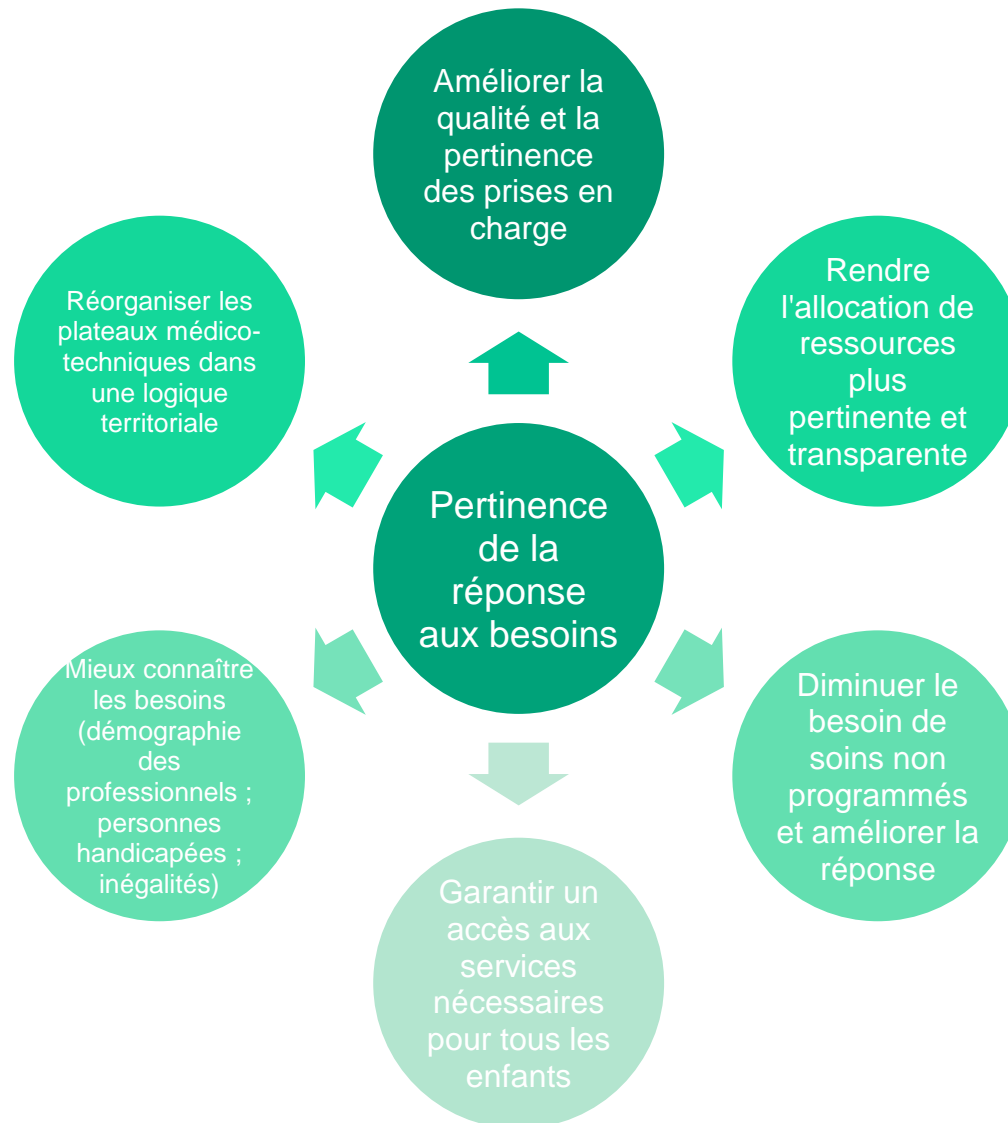 Améliorer la
qualité et la
pertinence
des prises en
charge
Rendre
l'allocation de
ressources
plus
pertinente et
transparente
Diminuer le
besoin de
soins non
programmés
et améliorer la
réponse
Garantir un
accès aux
services
nécessaires
pour tous les
enfants
Mieux connaître
les besoins
(démographie
des
professionnels ;
personnes
handicapées ;
inégalités)
Réorganiser les
plateaux médico-
techniques dans
une logique
territoriale
Pertinence
de la
réponse
aux besoins